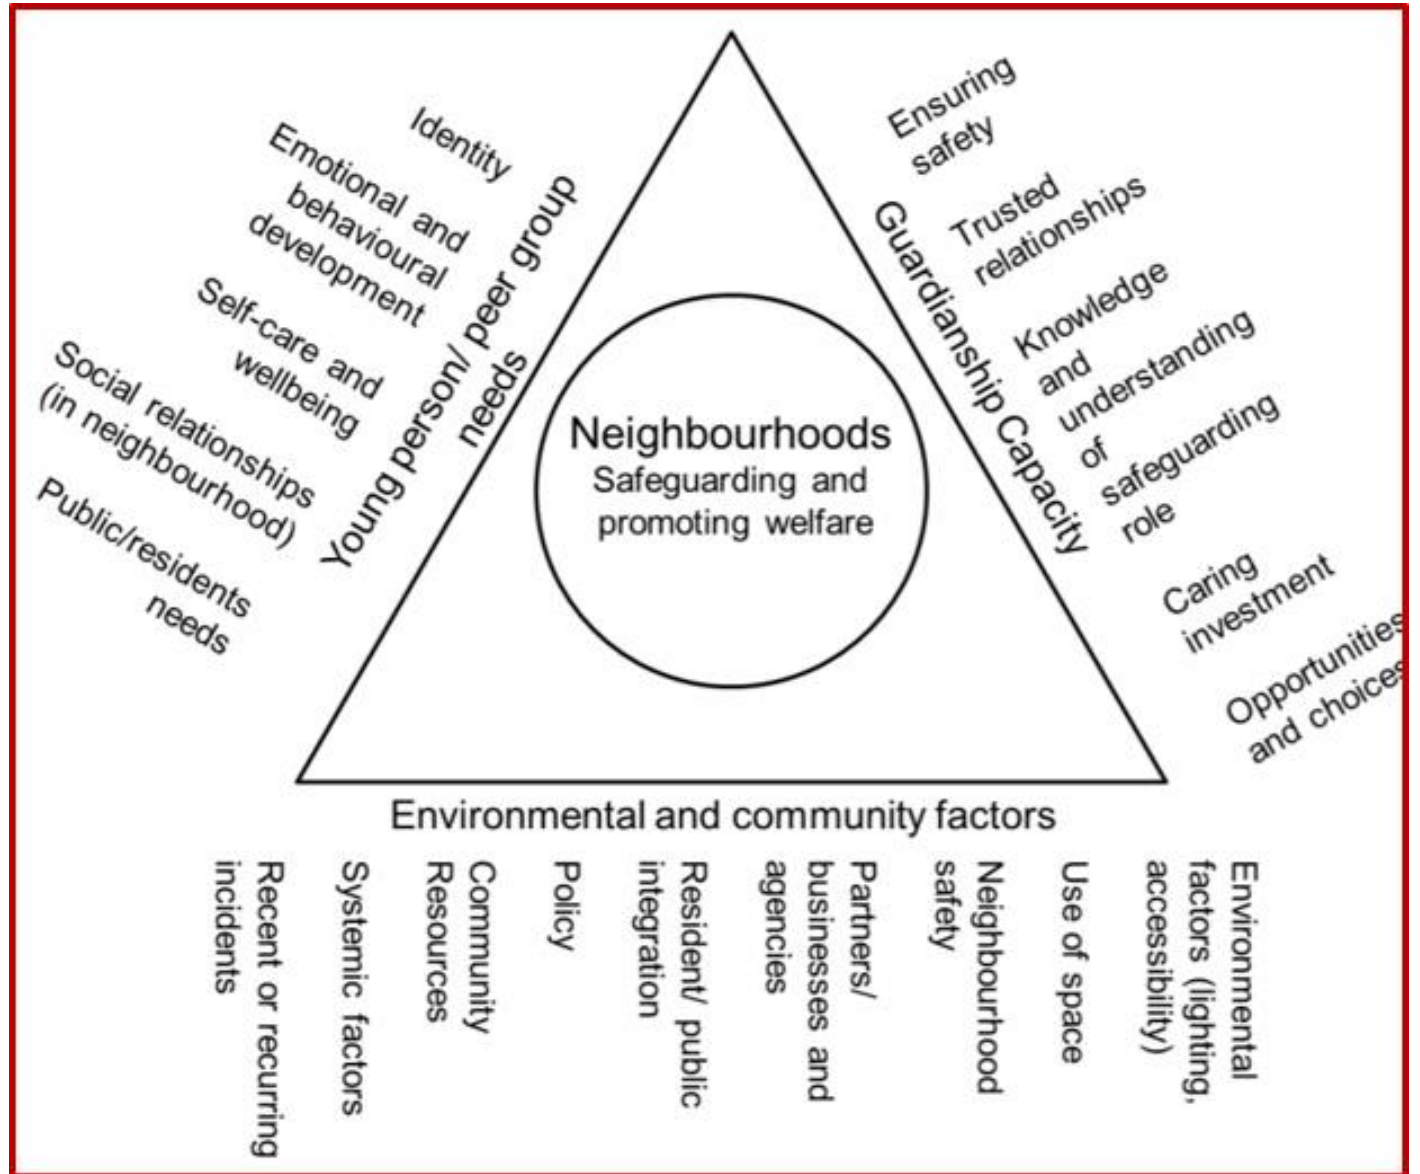 Identity
Emotional and
behavioural
development
Self-care and
wellbeing
Social relationships
(in neighbourhood)
Public/residents
needs
Young person/ peer group
needs
Ensuring
safety
Trusted
relationships
Knowledge
and
understanding
of
safeguarding
role
Caring
investment
Opportunities
and choices
Guardianship Capacity
Neighbourhoods
Safeguarding and
promoting welfare
Environmental and community factors
Recent or recurring
incidents
Systemic factors
Community
Resources
Policy
Resident/ public
integration
Partners/
businesses and
agencies
Neighbourhood
safety
Use of space
Environmental
factors (lighting,
accessibility)